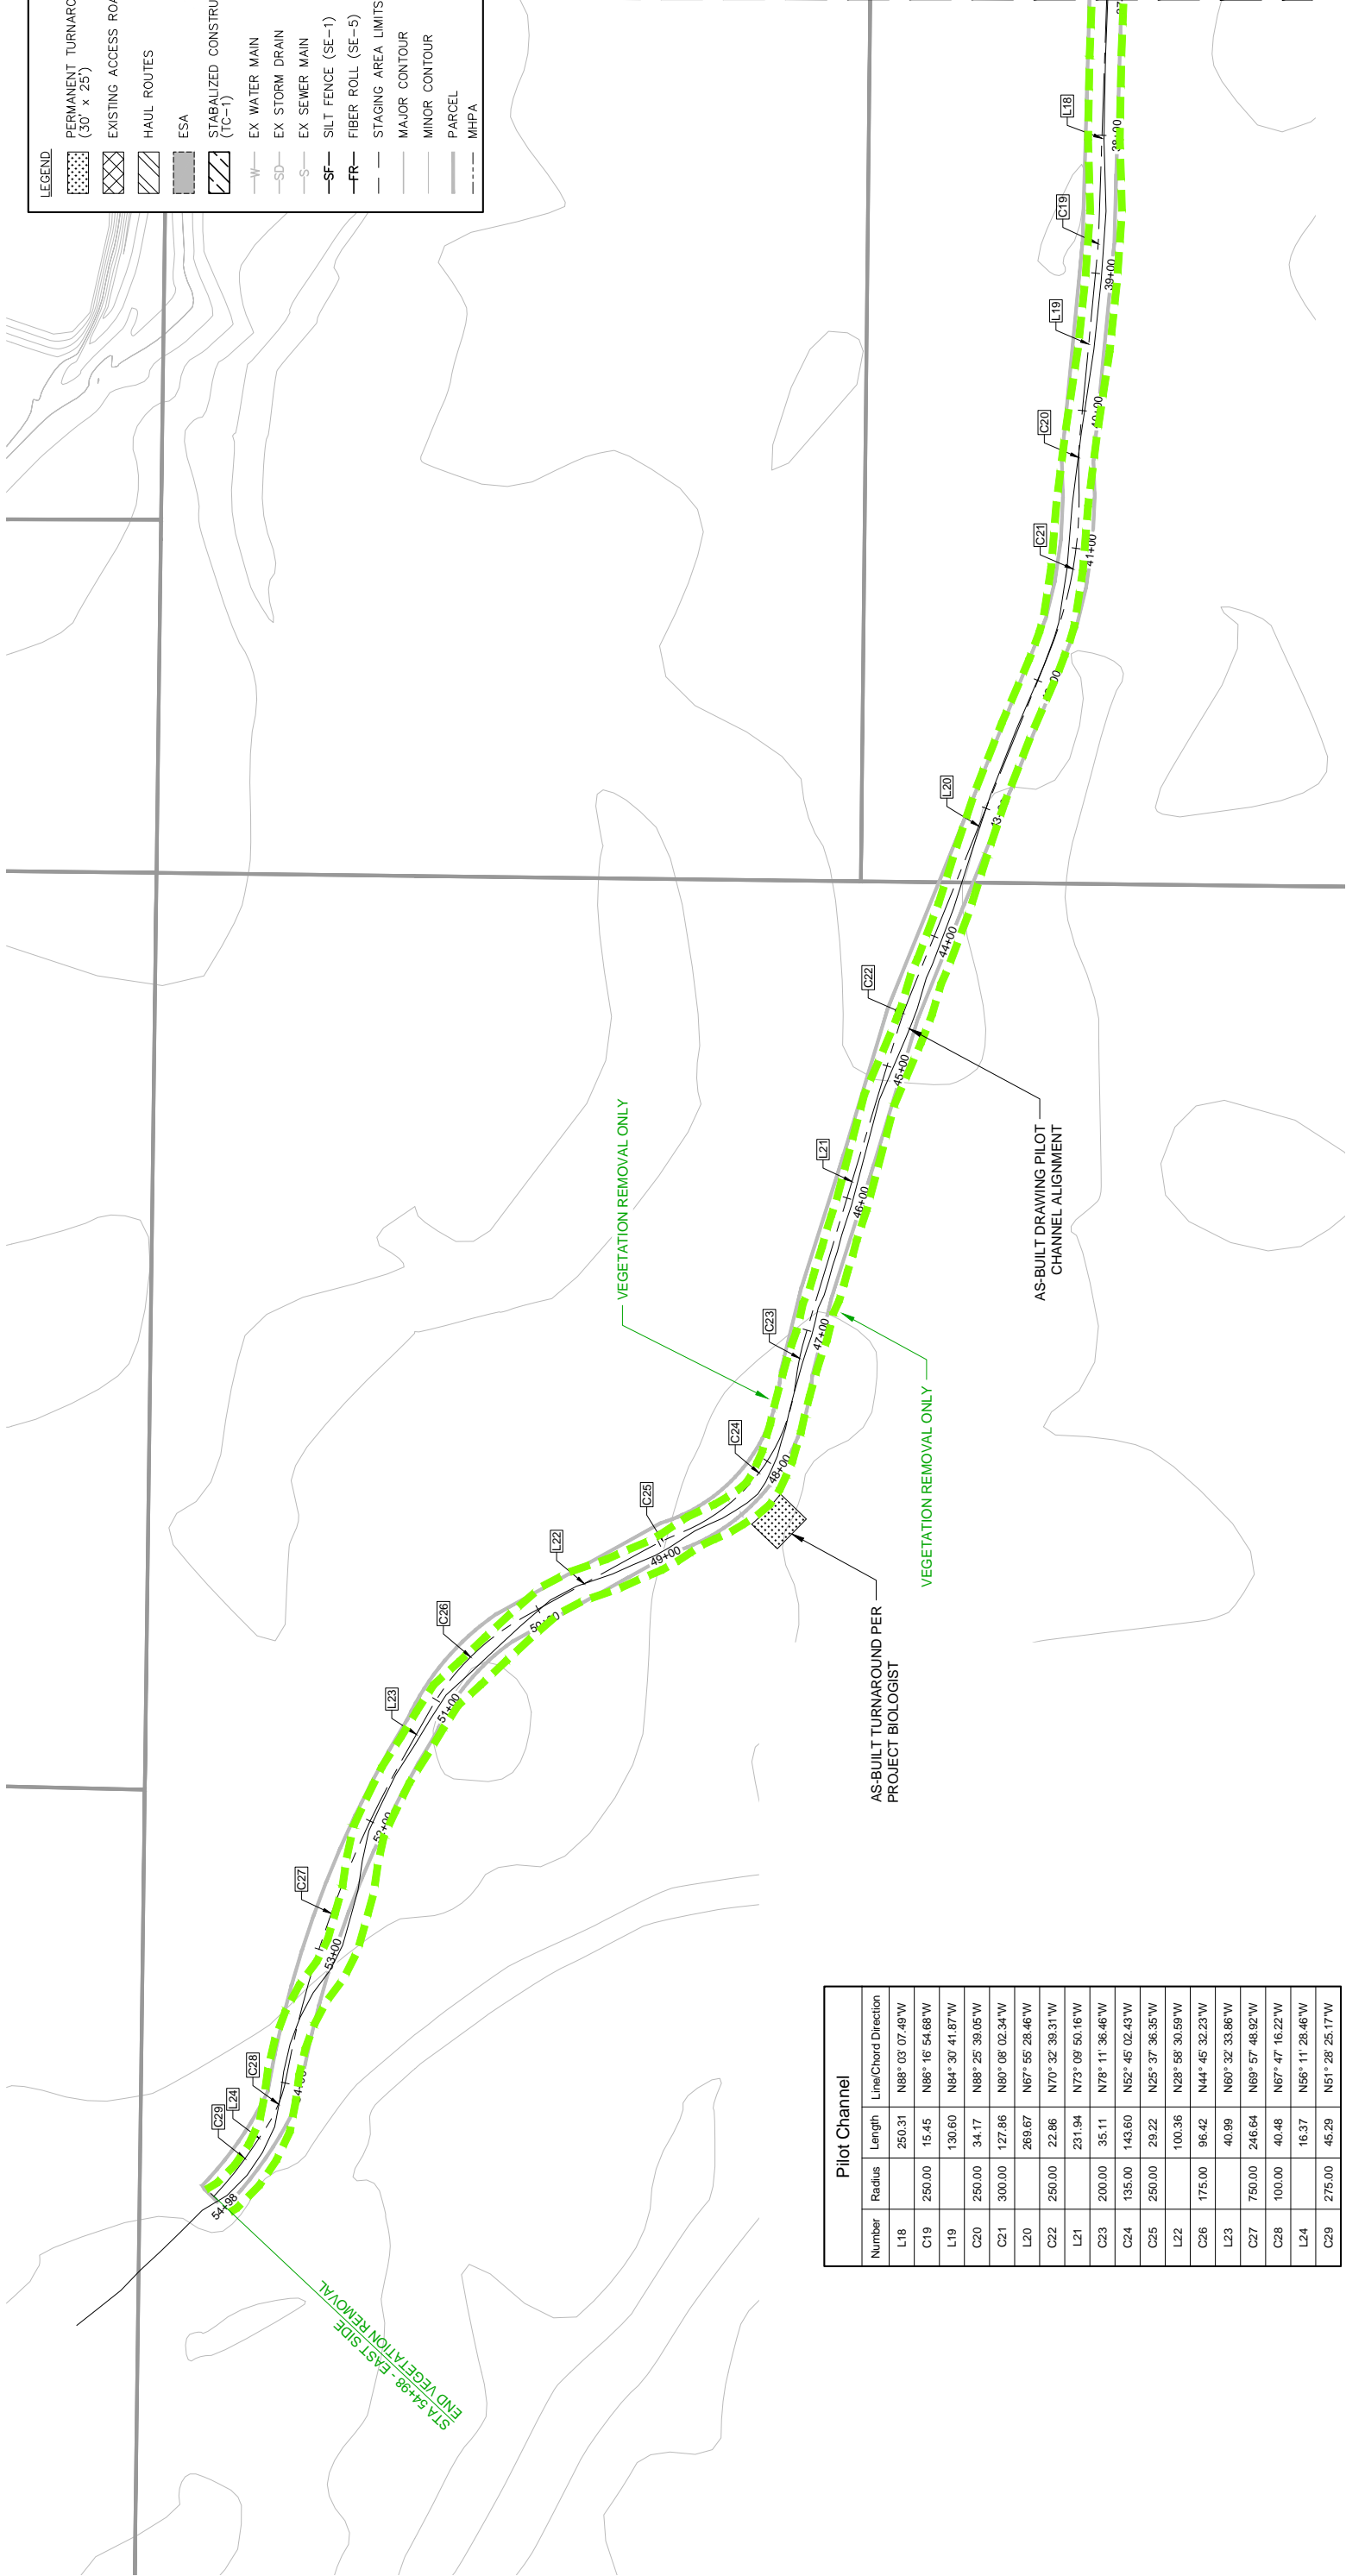 LEGEND
PERMANENT TURNARO
(30' x 25')
EXISTING ACCESS ROA
HAUL ROUTES
ESA
STABALIZED CONSTRU
(TC-1)
W EX WATER MAIN
SD EX STORM DRAIN
S EX SEWER MAIN
SF SILT FENCE (SE-1)
FR FIBER ROLL (SE-5)
STAGING AREA LIMITS
MAJOR CONTOUR
MINOR CONTOUR
PARCEL
MHPA
C29
L24
C28
C27
L23
C26
L22
C25
C24
C23
L21
C22
L20
C21
C20
L19
C19
L18
54+98
53+00
52+00
51+00
49+00
48+00
47+00
46+00
45+00
44+00
41+00
40+00
39+00
38+00
STA 54+98 - EAST SIDE
END VEGETATION REMOVAL
VEGETATION REMOVAL ONLY
VEGETATION REMOVAL ONLY
AS-BUILT TURNAROUND PER
PROJECT BIOLOGIST
AS-BUILT DRAWING PILOT
CHANNEL ALIGNMENT
Pilot Channel
Number Radius Length Line/Chord Direction
L18 250.31 N88° 03' 07.49"W
C19 250.00 15.45 N86° 16' 54.68"W
L19 130.60 N84° 30' 41.87"W
C20 250.00 34.17 N88° 25' 39.05"W
C21 300.00 127.86 N80° 08' 02.34"W
L20 269.67 N67° 55' 28.46"W
C22 250.00 22.86 N70° 32' 39.31"W
L21 231.94 N73° 09' 50.16"W
C23 200.00 35.11 N78° 11' 36.46"W
C24 135.00 143.60 N52° 45' 02.43"W
C25 250.00 29.22 N25° 37' 36.35"W
L22 100.36 N28° 58' 30.59"W
C26 175.00 96.42 N44° 45' 32.23"W
L23 40.99 N60° 32' 33.86"W
C27 750.00 246.64 N69° 57' 48.92"W
C28 100.00 40.48 N67° 47' 16.22"W
L24 16.37 N56° 11' 28.46"W
C29 275.00 45.29 N51° 28' 25.17"W